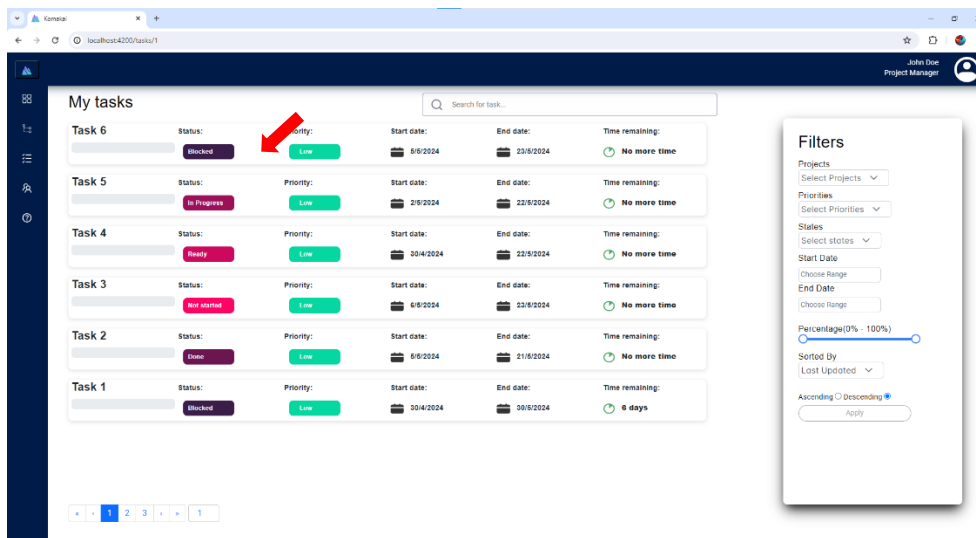 Kamakai
localhost:4200/tasks/1
John Doe
Project Manager
My tasks
Search for task...
Task 6
Status:
Blocked
Low
Start date:
5/5/2024
End date:
23/5/2024
Time remaining:
No more time
Task 5
Status:
In Progress
Priority:
Low
Start date:
2/5/2024
End date:
22/5/2024
Time remaining:
No more time
Task 4
Status:
Ready
Priority:
Low
Start date:
30/4/2024
End date:
22/5/2024
Time remaining:
No more time
Task 3
Status:
Not started
Priority:
Low
Start date:
6/5/2024
End date:
23/5/2024
Time remaining:
No more time
Task 2
Status:
Done
Priority:
Low
Start date:
5/5/2024
End date:
21/5/2024
Time remaining:
No more time
Task 1
Status:
Blocked
Priority:
Low
Start date:
30/4/2024
End date:
30/5/2024
Time remaining:
6 days
« ‹ 1 2 3 › » 1
Filters
Projects
Select Projects
Priorities
Select Priorities
States
Select states
Start Date
Choose Range
End Date
Choose Range
Percentage(0% - 100%)
Sorted By
Last Updated
Ascending Descending
Apply